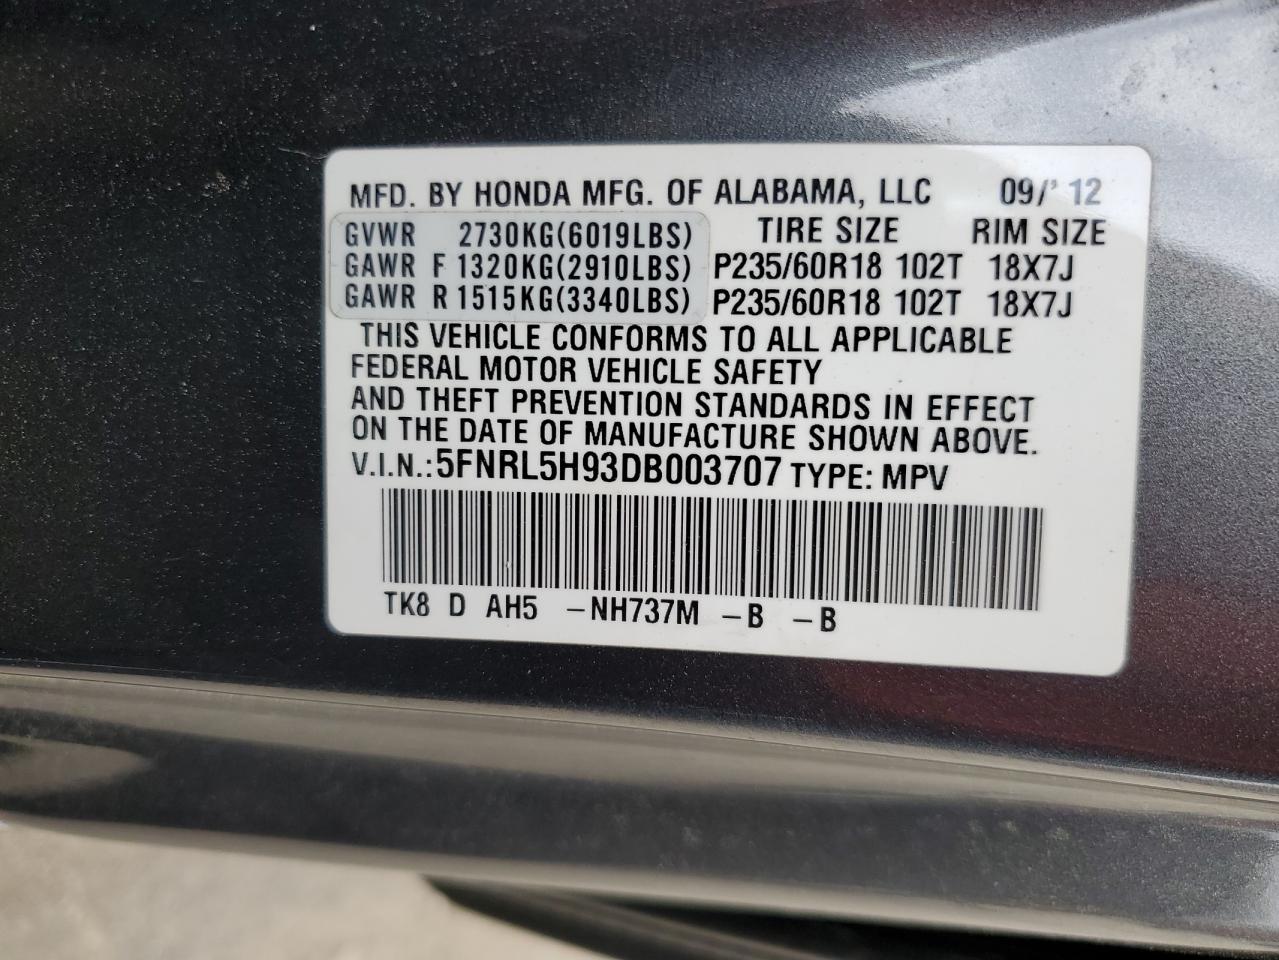 MFD. BY HONDA MFG. OF ALABAMA, LLC 09/' 12
GVWR 2730KG(6019LBS) TIRE SIZE RIM SIZE
GAWR F 1320KG(2910LBS) P235/60R18 102T 18X7J
GAWR R 1515KG(3340LBS) P235/60R18 102T 18X7J
THIS VEHICLE CONFORMS TO ALL APPLICABLE
FEDERAL MOTOR VEHICLE SAFETY
AND THEFT PREVENTION STANDARDS IN EFFECT
ON THE DATE OF MANUFACTURE SHOWN ABOVE.
V.I.N.: 5FNRL5H93DB003707 TYPE: MPV
TK8 D AH5 -NH737M -B -B